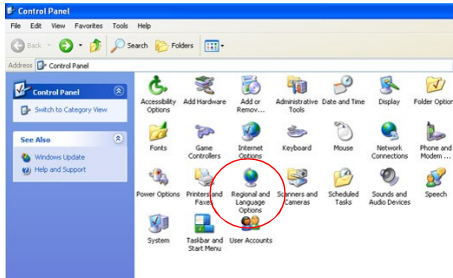 Control Panel
File Edit View Favorites Tools Help
Back Search Folders
Address Control Panel
Control Panel
Switch to Category View
See Also
Windows Update
Help and Support
Accessibility Options
Add Hardware
Add or Remov...
Administrative Tools
Date and Time
Display
Folder Option
Fonts
Game Controllers
Internet Options
Keyboard
Mouse
Network Connections
Phone and Modem ...
Power Options
Printers and Faxes
Regional and Language Options
Scanners and Cameras
Scheduled Tasks
Sounds and Audio Devices
Speech
System
Taskbar and Start Menu
User Accounts